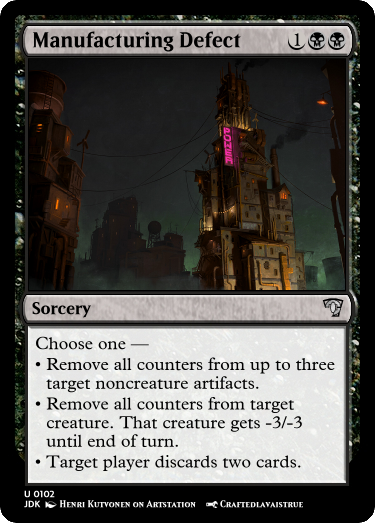 Manufacturing Defect 1
POWER
Sorcery
Choose one —
• Remove all counters from up to three
target noncreature artifacts.
• Remove all counters from target
creature. That creature gets -3/-3
until end of turn.
• Target player discards two cards.
U 0102
JDK Henri Kutvonen on Artstation Craftedlavaistrue